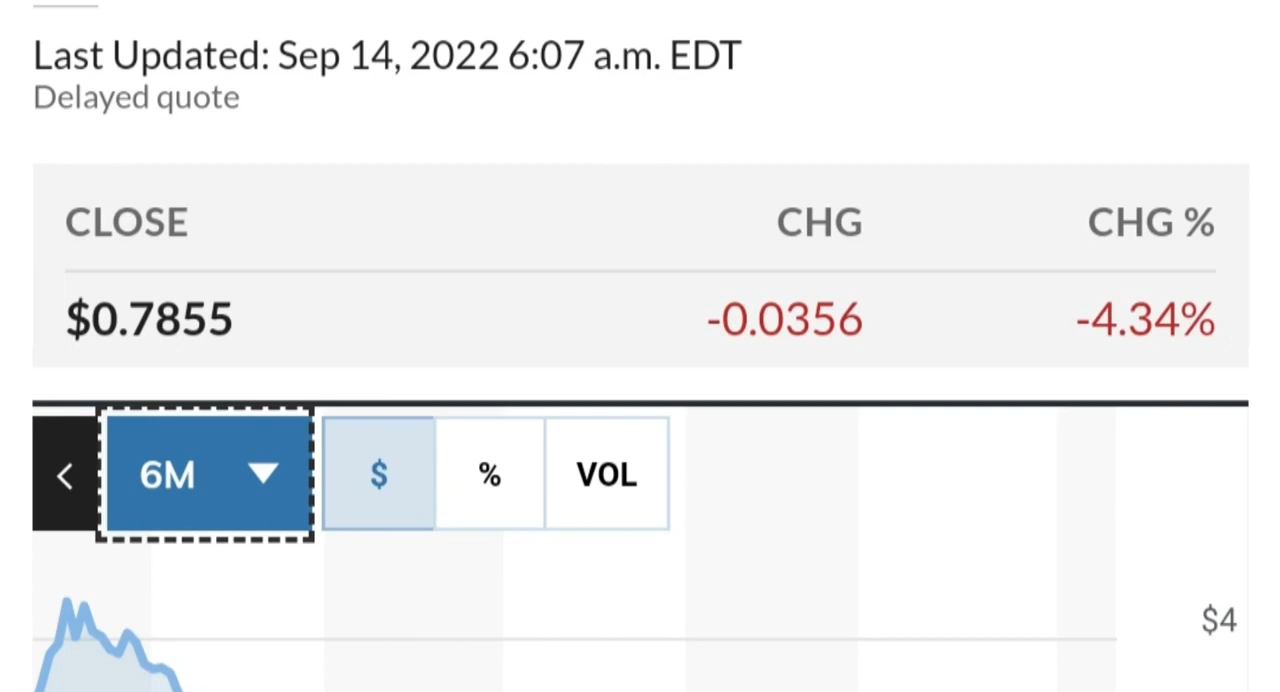 Last Updated: Sep 14, 2022 6:07 a.m. EDT
Delayed quote
CLOSE CHG CHG %
$0.7855 -0.0356 -4.34%
6M $ % VOL
$4